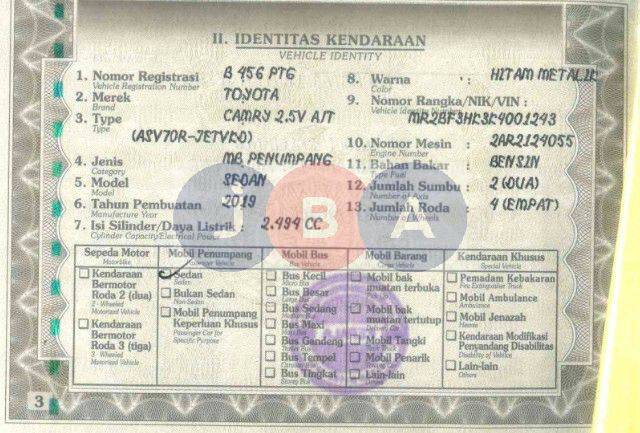 II. IDENTITAS KENDARAAN
VEHICLE IDENTITY
1. Nomor Registrasi B 456 PTG
Vehicle Registration Number
2. Merek TOYOTA
Brand
3. Type CAMRY 2.5V A/T
Type
(ASV70R-JETVKD)
4. Jenis MB PENUMPANG
Category
5. Model SEDAN
Model
6. Tahun Pembuatan 2019
Manufacture Year
7. Isi Silinder/Daya Listrik : 2.494 CC
Cylinder Capacity/Electrical Power
8. Warna : HITAM METALIK
Color
9. Nomor Rangka/NIK/VIN :
Vehicle Identity Number
10. Nomor Mesin : 2AR2124055
Engine Number
11. Bahan Bakar : BENSIN
Type Fuel
12. Jumlah Sumbu : 2 (DUA)
Number of Axis
13. Jumlah Roda : 4 (EMPAT)
Number of Wheels
JBA
Sepeda Motor
Motorbike
Kendaraan
Bermotor
Roda 2 (dua)
2 - Wheeled
Motorized Vehicle
Kendaraan
Bermotor
Roda 3 (tiga)
3 - Wheeled
Motorized Vehicle
Mobil Penumpang
Passenger Vehicle
Sedan
Sedan
Bukan Sedan
Non-Sedan
Mobil Penumpang
Keperluan Khusus
Passenger Car for
Specific Purpose
Mobil Bus
Bus Kecil
Micro Bus
Bus Besar
Bus Sedang
Bus Maxi
Bus Gandeng
Bus Tempel
Bus Tingkat
Mobil Barang
Mobil bak
muatan terbuka
Mobil bak
muatan tertutup
Mobil Tangki
Mobil Penarik
Lain-lain
Kendaraan Khusus
Special Vehicle
Pemadam Kebakaran
Fire Extinguisher Truck
Mobil Ambulance
Ambulance
Mobil Jenazah
Hearse
Kendaraan Modifikasi
Penyandang Disabilitas
Disability of Vehicle
Lain-lain
Others
3